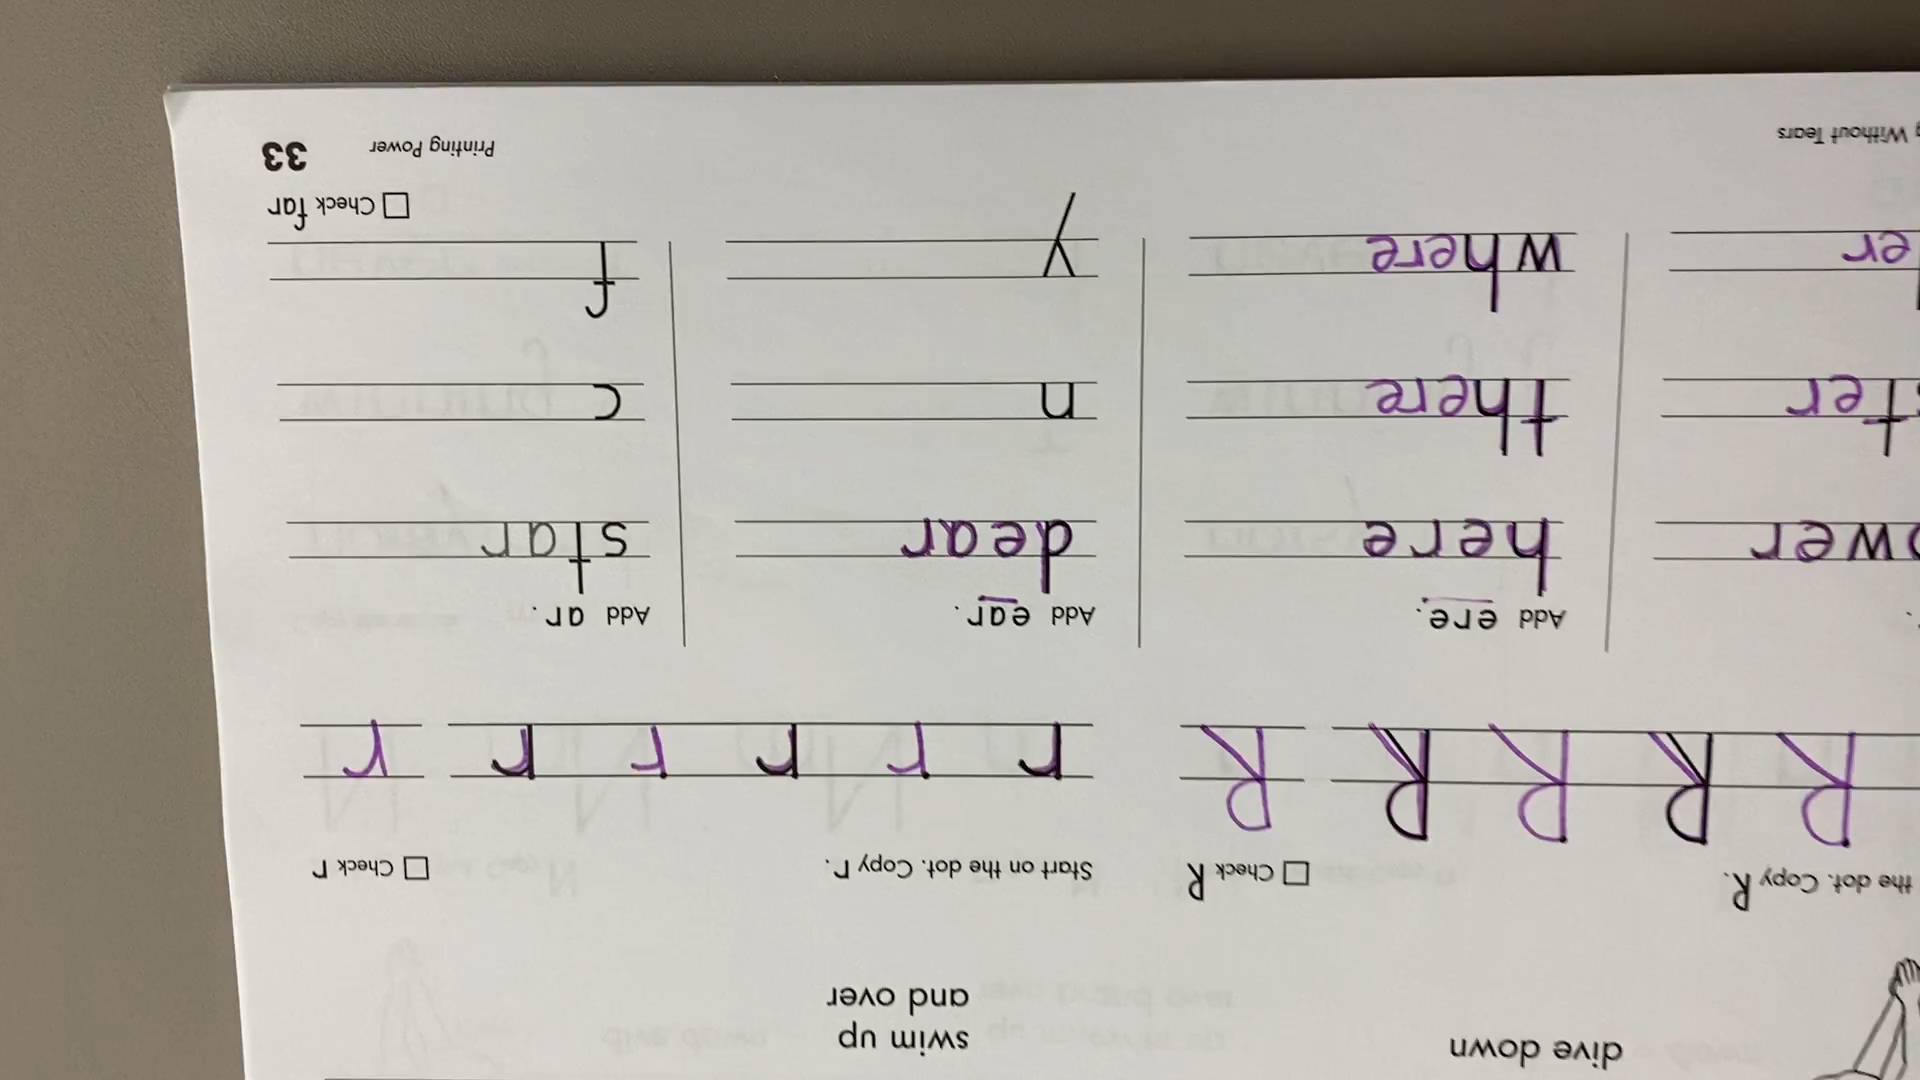 dive down
swim up
and over
the dot. Copy R.
Check R
Start on the dot. Copy r.
Check r
R R R R R
r r r r r r
Add ere.
Add ear.
Add ar.
ower here dear star
ter there n c
er where y f
Check far
Without Tears
Printing Power 33